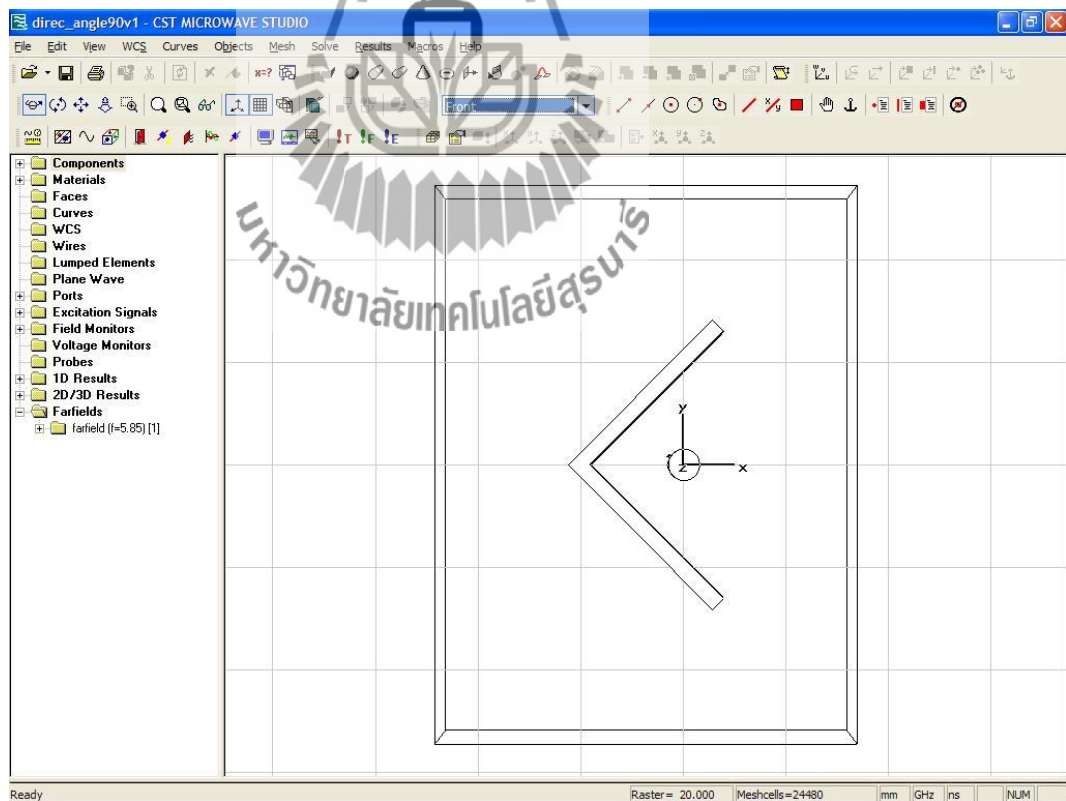 direc_angle90v1 - CST MICROWAVE STUDIO
File Edit View WCS Curves Objects Mesh Solve Results Macros Help
Front
Components
Materials
Faces
Curves
WCS
Wires
Lumped Elements
Plane Wave
Ports
Excitation Signals
Field Monitors
Voltage Monitors
Probes
1D Results
2D/3D Results
Farfields
farfield (f=5.85) [1]
มหาวิทยาลัยเทคโนโลยีสุรนารี
y
z x
Ready Raster= 20.000 Meshcells=24480 mm GHz ns NUM